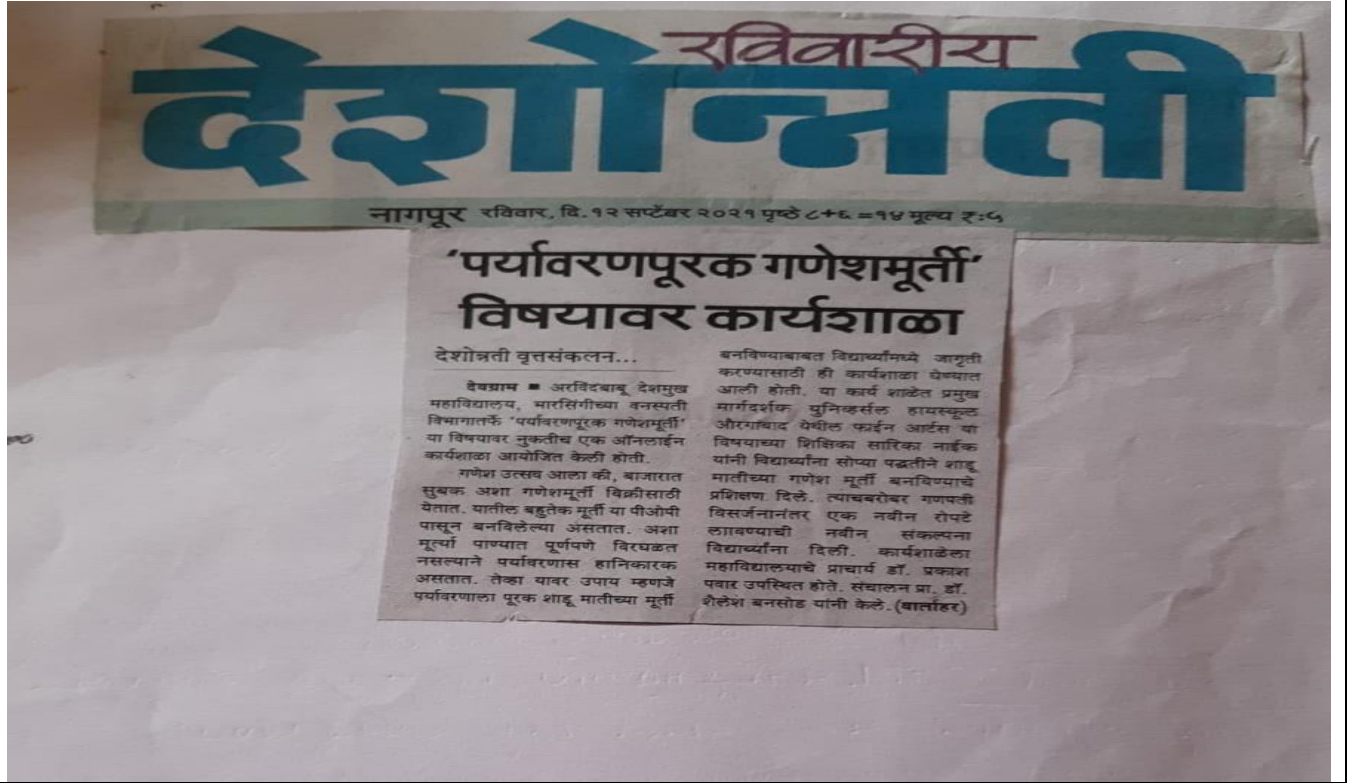 रविवारीय
देशोन्नती
नागपूर रविवार, दि. १२ सप्टेंबर २०२१ पृष्ठे ८+६ =१४ मूल्य रु:५
'पर्यावरणपूरक गणेशमूर्ती'
विषयावर कार्यशाळा
देशोन्नती वृत्तसंकलन...
देवग्राम ■ अरविंदबाबू देशमुख
महाविद्यालय, भारसिंगीच्या वनस्पती
विभागातर्फे 'पर्यावरणपूरक गणेशमूर्ती'
या विषयावर नुकतीच एक ऑनलाईन
कार्यशाळा आयोजित केली होती.
गणेश उत्सव आला की, बाजारात
सुबक अशा गणेशमूर्ती विक्रीसाठी
येतात. यातील बहुतेक मूर्ती या पीओपी
पासून बनविलेल्या असतात. अशा
मूर्त्या पाण्यात पूर्णपणे विरघळत
नसल्याने पर्यावरणास हानिकारक
असतात. तेव्हा यावर उपाय म्हणजे
पर्यावरणाला पूरक शाडू मातीच्या मूर्ती
बनविण्याबाबत विद्यार्थ्यांमध्ये जागृती
करण्यासाठी ही कार्यशाळा घेण्यात
आली होती. या कार्य शाळेत प्रमुख
मार्गदर्शक युनिव्हर्सल हायस्कूल
औरंगाबाद येथील फाईन आर्टस या
विषयाच्या शिक्षिका सारिका नाईक
यांनी विद्यार्थ्यांना सोप्या पद्धतीने शाडू
मातीच्या गणेश मूर्ती बनविण्याचे
प्रशिक्षण दिले. त्याचबरोबर गणपती
विसर्जनानंतर एक नवीन रोपटे
लाावण्याची नवीन संकल्पना
विद्यार्थ्यांना दिली. कार्यशाळेला
महाविद्यालयाचे प्राचार्य डॉ. प्रकाश
पवार उपस्थित होते. संचालन प्रा. डॉ.
शैलेश बनसोड यांनी केले. (वार्ताहर)